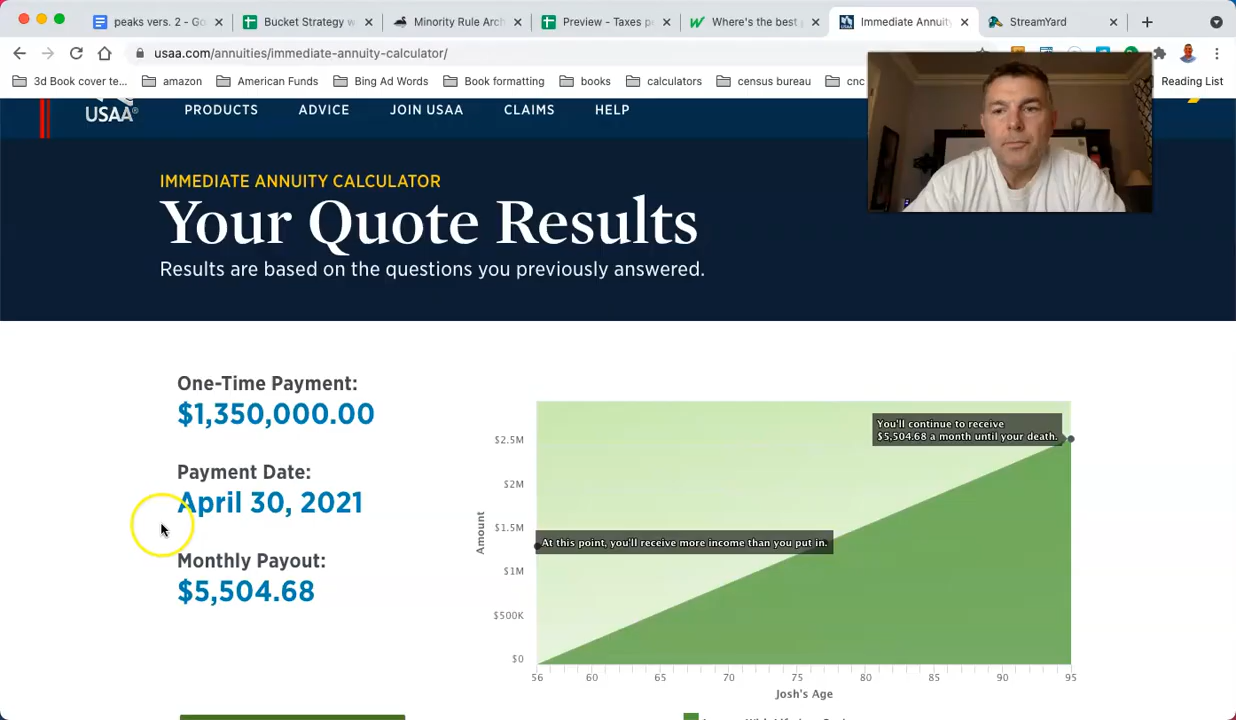 peaks vers. 2 - Go
Bucket Strategy w
Minority Rule Arc
Preview - Taxes p
Where's the best
Immediate Annuit
StreamYard
usaa.com/annuities/immediate-annuity-calculator/
3d Book cover te...
amazon
American Funds
Bing Ad Words
Book formatting
books
calculators
census bureau
cnc
Reading List
USAA®
PRODUCTS
ADVICE
JOIN USAA
CLAIMS
HELP
IMMEDIATE ANNUITY CALCULATOR
Your Quote Results
Results are based on the questions you previously answered.
One-Time Payment:
$1,350,000.00
Payment Date:
April 30, 2021
Monthly Payout:
$5,504.68
You'll continue to receive
$5,504.68 a month until your death.
At this point, you'll receive more income than you put in.
Amount
$2.5M
$2M
$1.5M
$1M
$500K
$0
56
60
65
70
75
80
85
90
95
Josh's Age